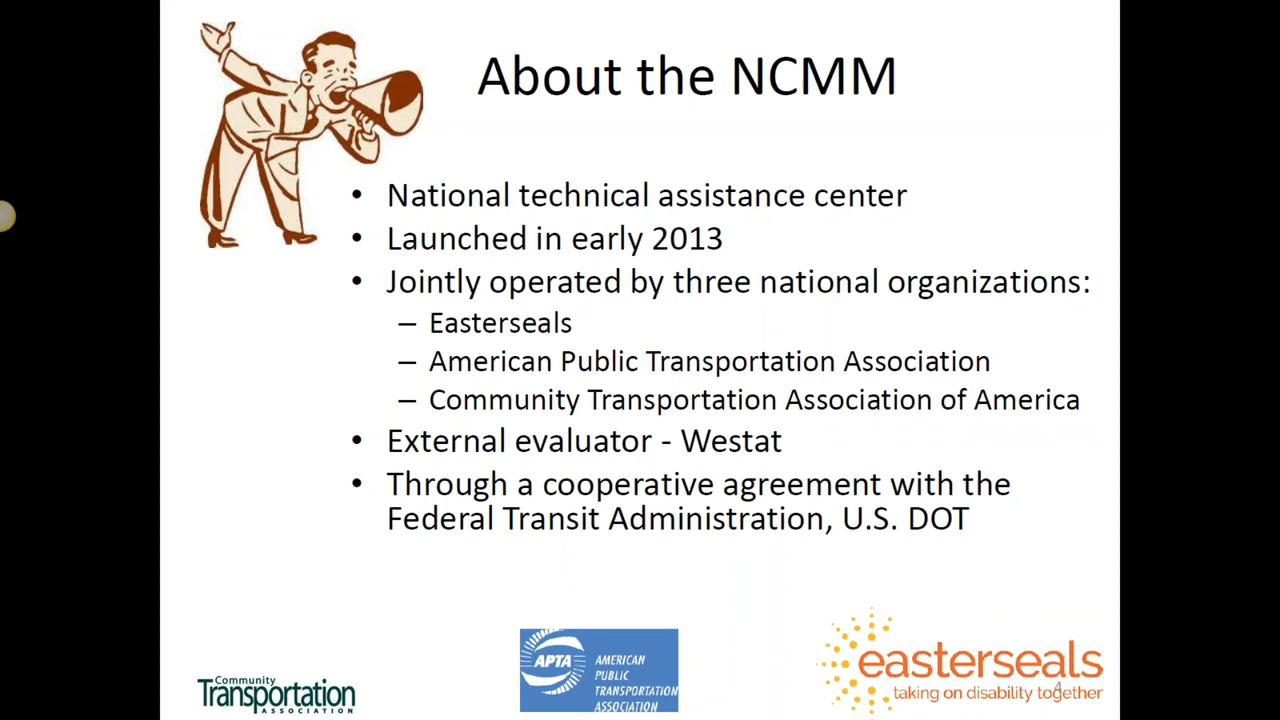 About the NCMM
• National technical assistance center
• Launched in early 2013
• Jointly operated by three national organizations:
– Easterseals
– American Public Transportation Association
– Community Transportation Association of America
• External evaluator - Westat
• Through a cooperative agreement with the
Federal Transit Administration, U.S. DOT
Community
Transportation
ASSOCIATION
APTA
AMERICAN
PUBLIC
TRANSPORTATION
ASSOCIATION
easterseals
taking on disability together
4